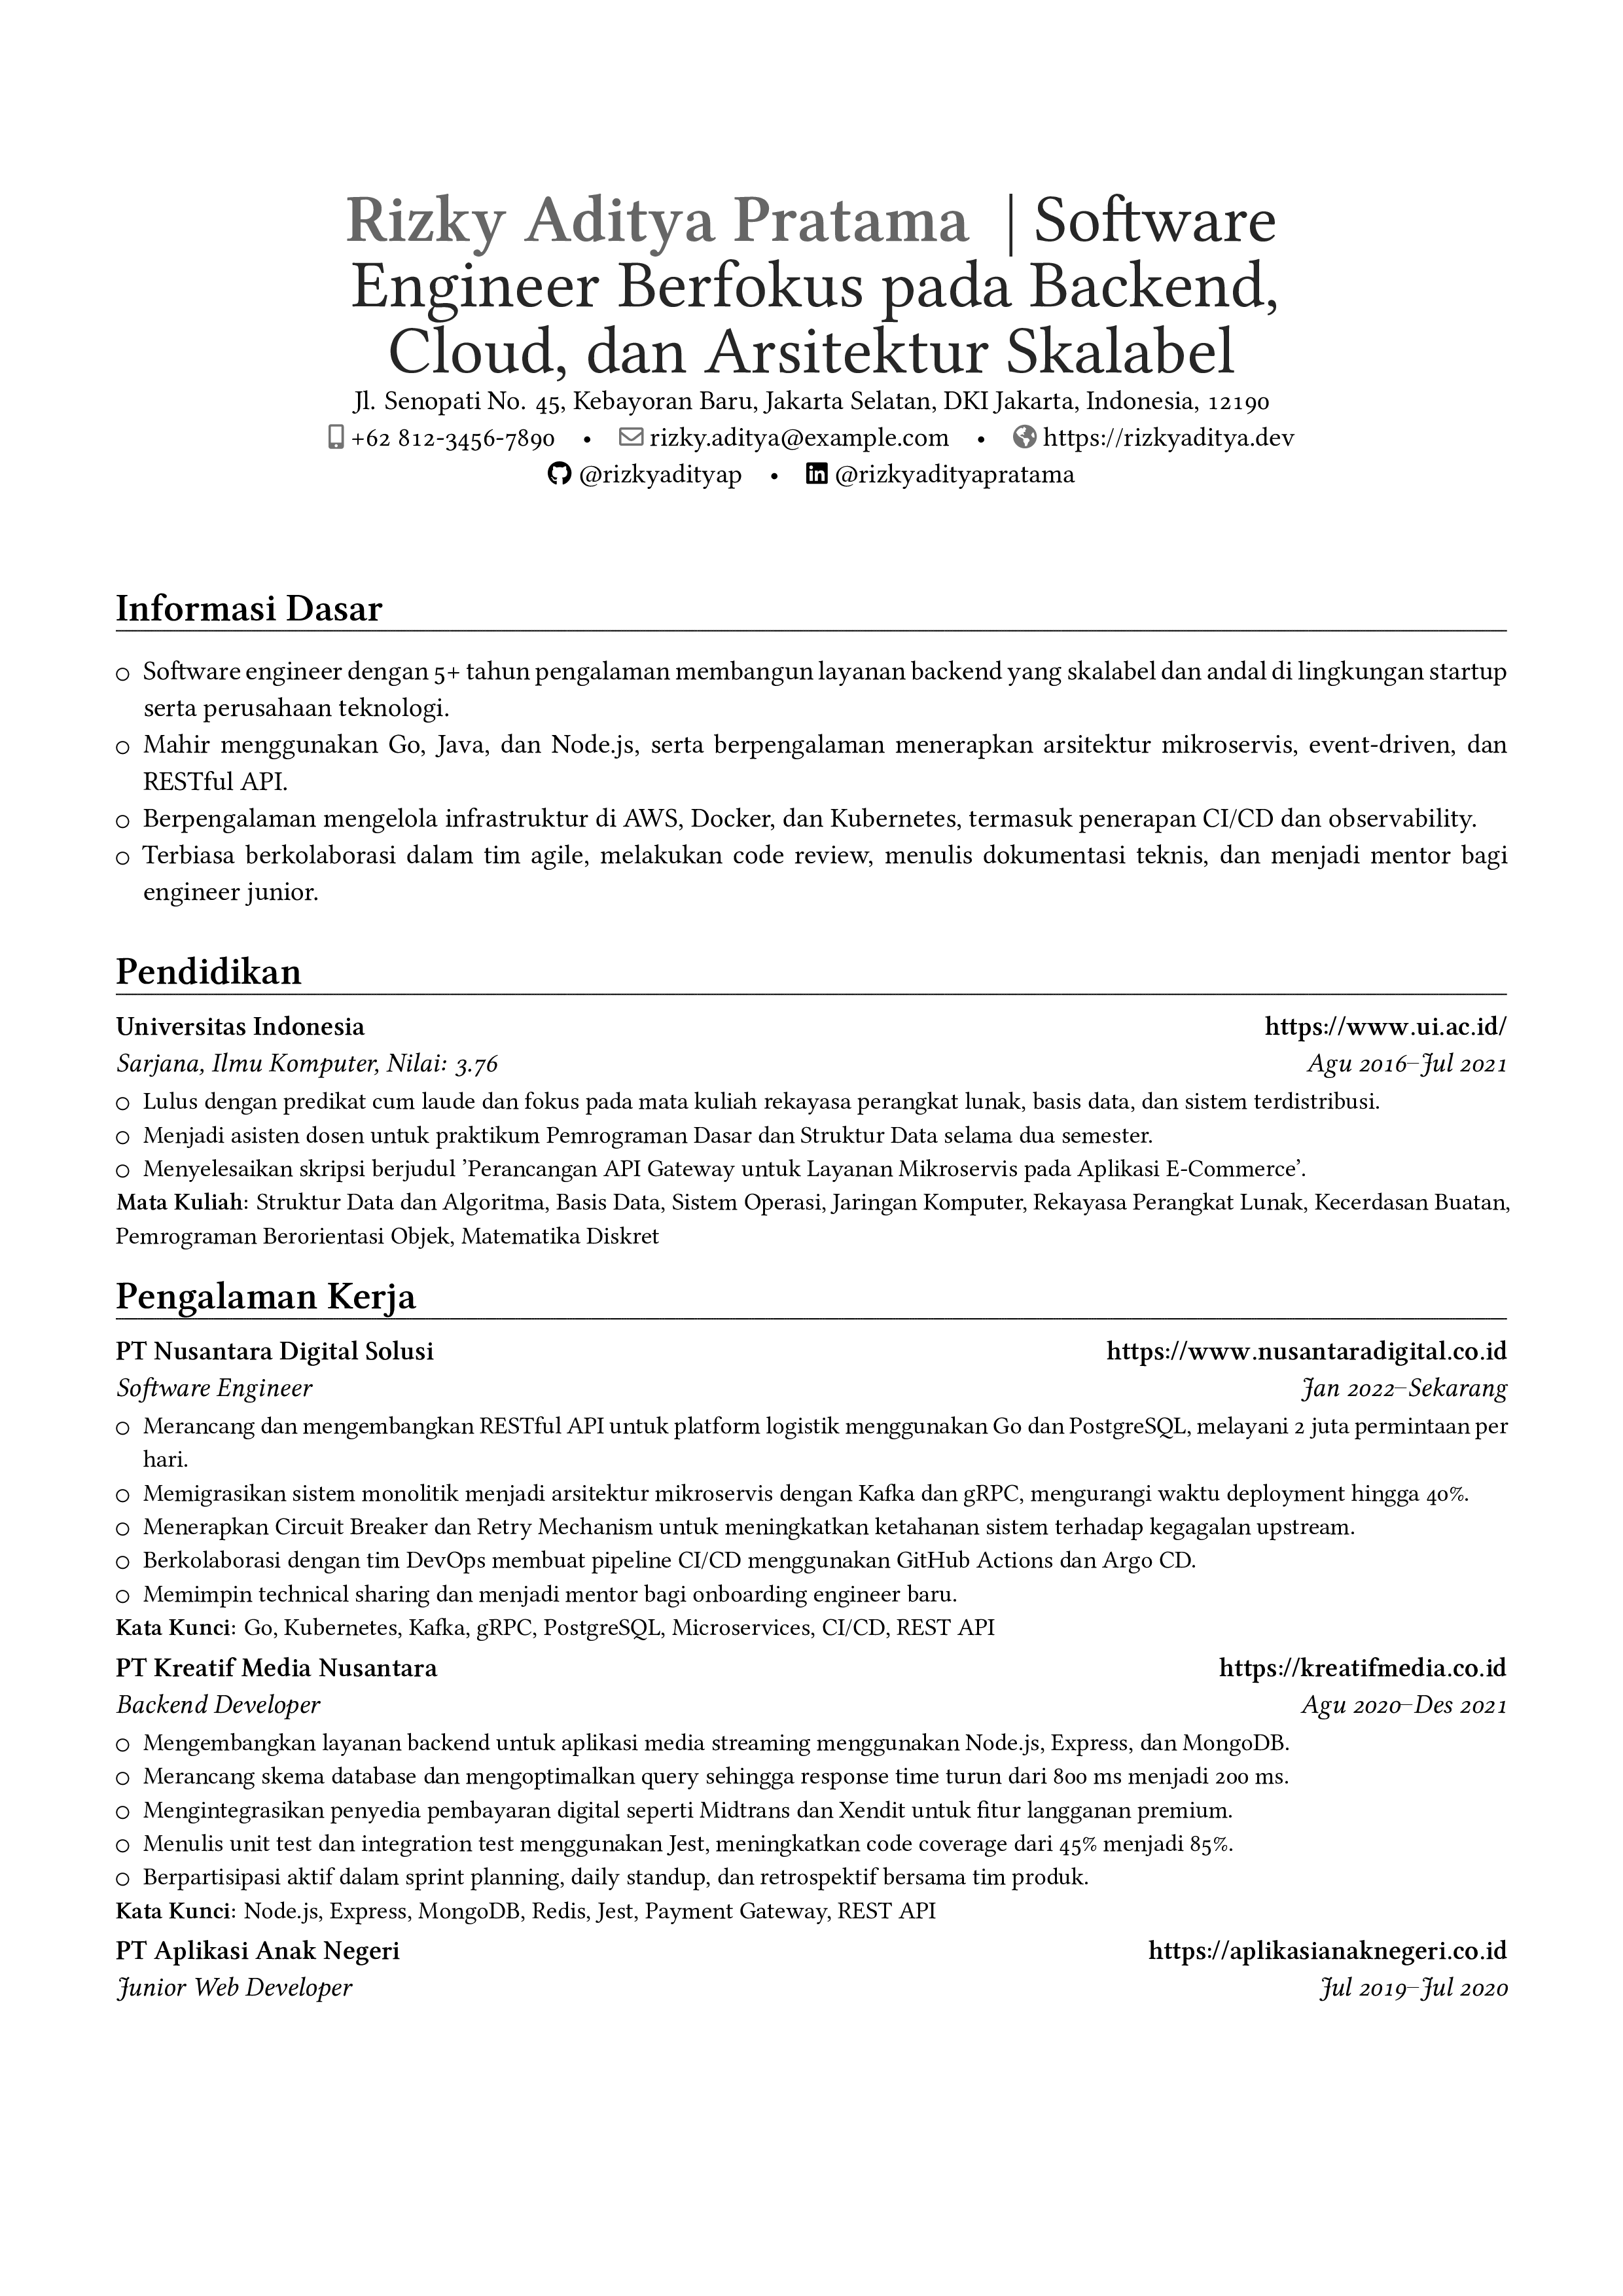 Rizky Aditya Pratama | Software
Engineer Berfokus pada Backend,
Cloud, dan Arsitektur Skalabel
Jl. Senopati No. 45, Kebayoran Baru, Jakarta Selatan, DKI Jakarta, Indonesia, 12190
+62 812-3456-7890 • rizky.aditya@example.com • https://rizkyaditya.dev
@rizkyadityap • @rizkyadityapratama
Informasi Dasar
○ Software engineer dengan 5+ tahun pengalaman membangun layanan backend yang skalabel dan andal di lingkungan startup
serta perusahaan teknologi.
○ Mahir menggunakan Go, Java, dan Node.js, serta berpengalaman menerapkan arsitektur mikroservis, event-driven, dan
RESTful API.
○ Berpengalaman mengelola infrastruktur di AWS, Docker, dan Kubernetes, termasuk penerapan CI/CD dan observability.
○ Terbiasa berkolaborasi dalam tim agile, melakukan code review, menulis dokumentasi teknis, dan menjadi mentor bagi
engineer junior.
Pendidikan
Universitas Indonesia https://www.ui.ac.id/
Sarjana, Ilmu Komputer, Nilai: 3.76 Agu 2016–Jul 2021
○ Lulus dengan predikat cum laude dan fokus pada mata kuliah rekayasa perangkat lunak, basis data, dan sistem terdistribusi.
○ Menjadi asisten dosen untuk praktikum Pemrograman Dasar dan Struktur Data selama dua semester.
○ Menyelesaikan skripsi berjudul ’Perancangan API Gateway untuk Layanan Mikroservis pada Aplikasi E-Commerce’.
Mata Kuliah: Struktur Data dan Algoritma, Basis Data, Sistem Operasi, Jaringan Komputer, Rekayasa Perangkat Lunak, Kecerdasan Buatan,
Pemrograman Berorientasi Objek, Matematika Diskret
Pengalaman Kerja
PT Nusantara Digital Solusi https://www.nusantaradigital.co.id
Software Engineer Jan 2022–Sekarang
○ Merancang dan mengembangkan RESTful API untuk platform logistik menggunakan Go dan PostgreSQL, melayani 2 juta permintaan per
hari.
○ Memigrasikan sistem monolitik menjadi arsitektur mikroservis dengan Kafka dan gRPC, mengurangi waktu deployment hingga 40%.
○ Menerapkan Circuit Breaker dan Retry Mechanism untuk meningkatkan ketahanan sistem terhadap kegagalan upstream.
○ Berkolaborasi dengan tim DevOps membuat pipeline CI/CD menggunakan GitHub Actions dan Argo CD.
○ Memimpin technical sharing dan menjadi mentor bagi onboarding engineer baru.
Kata Kunci: Go, Kubernetes, Kafka, gRPC, PostgreSQL, Microservices, CI/CD, REST API
PT Kreatif Media Nusantara https://kreatifmedia.co.id
Backend Developer Agu 2020–Des 2021
○ Mengembangkan layanan backend untuk aplikasi media streaming menggunakan Node.js, Express, dan MongoDB.
○ Merancang skema database dan mengoptimalkan query sehingga response time turun dari 800 ms menjadi 200 ms.
○ Mengintegrasikan penyedia pembayaran digital seperti Midtrans dan Xendit untuk fitur langganan premium.
○ Menulis unit test dan integration test menggunakan Jest, meningkatkan code coverage dari 45% menjadi 85%.
○ Berpartisipasi aktif dalam sprint planning, daily standup, dan retrospektif bersama tim produk.
Kata Kunci: Node.js, Express, MongoDB, Redis, Jest, Payment Gateway, REST API
PT Aplikasi Anak Negeri https://aplikasianaknegeri.co.id
Junior Web Developer Jul 2019–Jul 2020